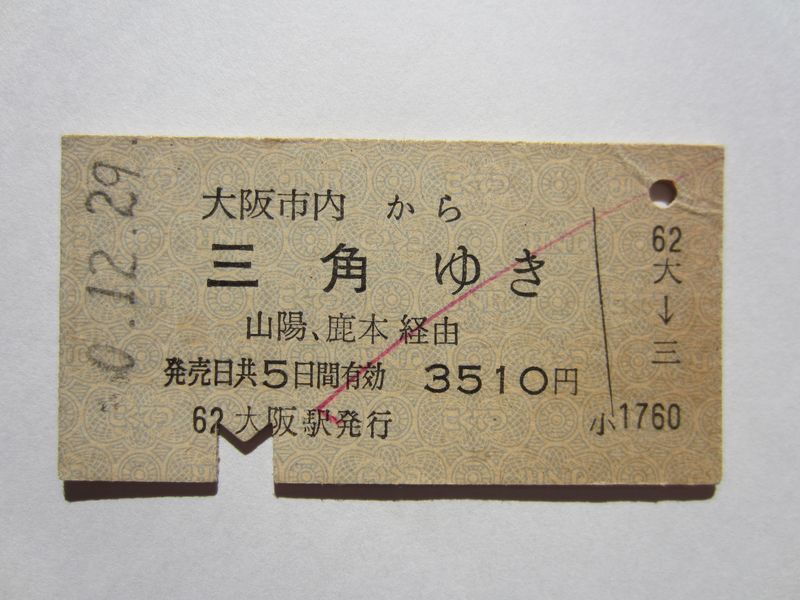 0.12.29.
大阪市内 から
三角 ゆき
山陽、鹿本 経由
発売日共5日間有効 3510円
62 大阪駅発行
62
大
↓
三
小1760